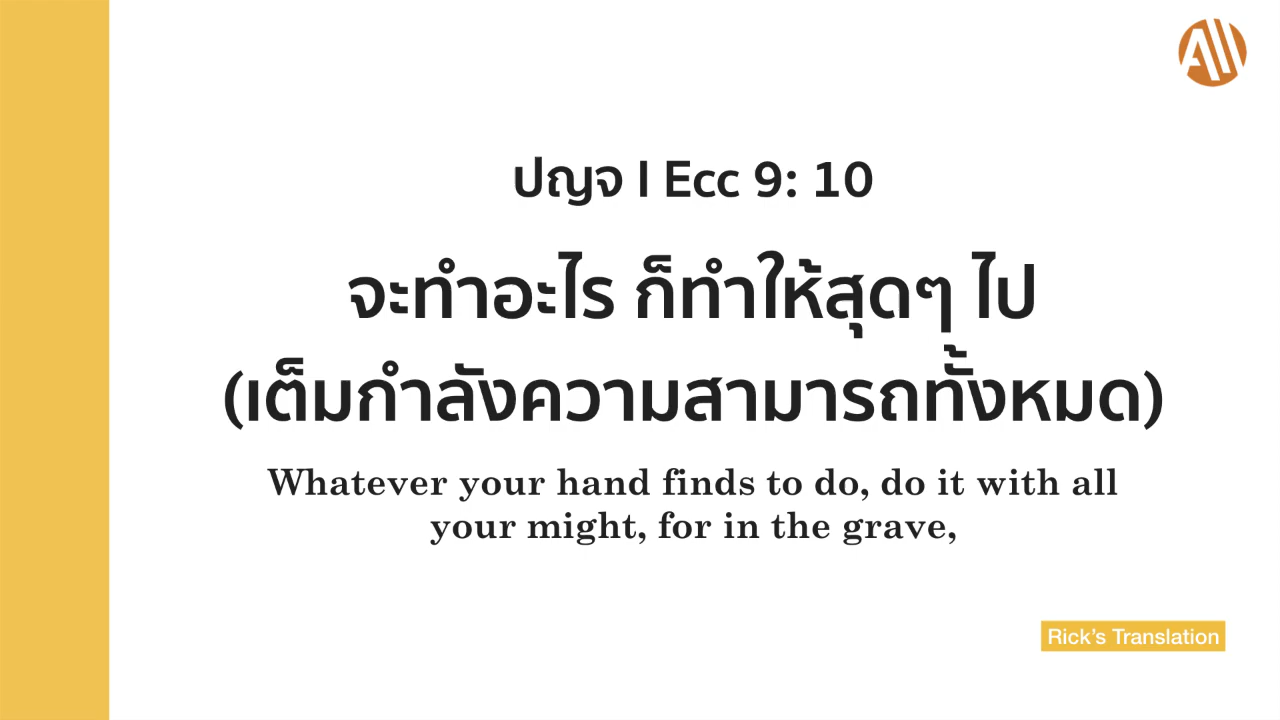 ปญจ I Ecc 9: 10
จะทำอะไร ก็ทำให้สุดๆ ไป
(เต็มกำลังความสามารถทั้งหมด)
Whatever your hand finds to do, do it with all
your might, for in the grave,
Rick's Translation